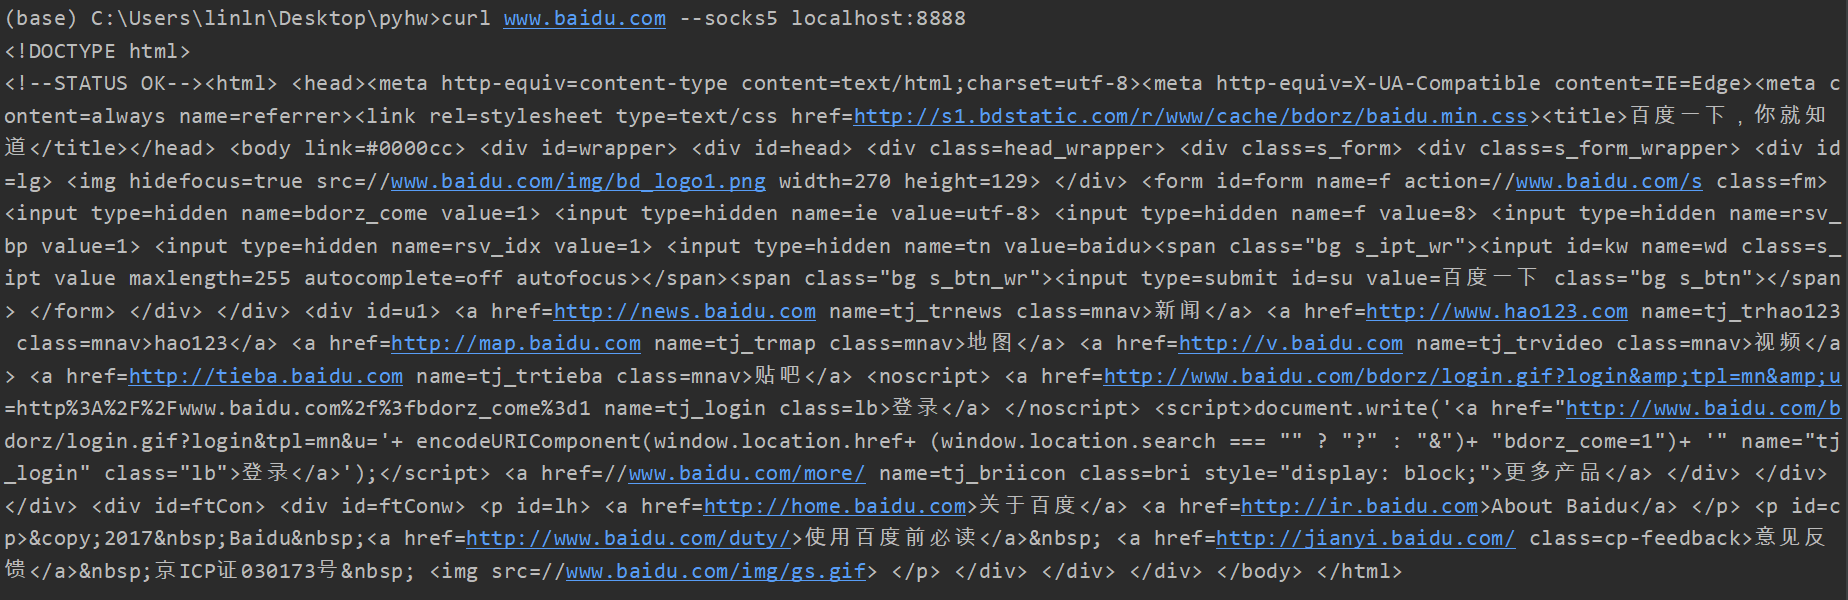 (base) C:\Users\linln\Desktop\pyhw>curl www.baidu.com --socks5 localhost:8888
<!DOCTYPE html>
<!--STATUS OK--><html> <head><meta http-equiv=content-type content=text/html;charset=utf-8><meta http-equiv=X-UA-Compatible content=IE=Edge><meta c
ontent=always name=referrer><link rel=stylesheet type=text/css href=http://s1.bdstatic.com/r/www/cache/bdorz/baidu.min.css><title>百度一下，你就知
道</title></head> <body link=#0000cc> <div id=wrapper> <div id=head> <div class=head_wrapper> <div class=s_form> <div class=s_form_wrapper> <div id
=lg> <img hidefocus=true src=//www.baidu.com/img/bd_logo1.png width=270 height=129> </div> <form id=form name=f action=//www.baidu.com/s class=fm>
<input type=hidden name=bdorz_come value=1> <input type=hidden name=ie value=utf-8> <input type=hidden name=f value=8> <input type=hidden name=rsv_
bp value=1> <input type=hidden name=rsv_idx value=1> <input type=hidden name=tn value=baidu><span class="bg s_ipt_wr"><input id=kw name=wd class=s_
ipt value maxlength=255 autocomplete=off autofocus></span><span class="bg s_btn_wr"><input type=submit id=su value=百度一下 class="bg s_btn"></span
> </form> </div> </div> <div id=u1> <a href=http://news.baidu.com name=tj_trnews class=mnav>新闻</a> <a href=http://www.hao123.com name=tj_trhao123
 class=mnav>hao123</a> <a href=http://map.baidu.com name=tj_trmap class=mnav>地图</a> <a href=http://v.baidu.com name=tj_trvideo class=mnav>视频</a
> <a href=http://tieba.baidu.com name=tj_trtieba class=mnav>贴吧</a> <noscript> <a href=http://www.baidu.com/bdorz/login.gif?login&amp;tpl=mn&amp;u
=http%3A%2F%2Fwww.baidu.com%2f%3fbdorz_come%3d1 name=tj_login class=lb>登录</a> </noscript> <script>document.write('<a href="http://www.baidu.com/b
dorz/login.gif?login&tpl=mn&u='+ encodeURIComponent(window.location.href+ (window.location.search === "" ? "?" : "&")+ "bdorz_come=1")+ '" name="tj
_login" class="lb">登录</a>');</script> <a href=//www.baidu.com/more/ name=tj_briicon class=bri style="display: block;">更多产品</a> </div> </div>
</div> <div id=ftCon> <div id=ftConw> <p id=lh> <a href=http://home.baidu.com>关于百度</a> <a href=http://ir.baidu.com>About Baidu</a> </p> <p id=c
p>&copy;2017&nbsp;Baidu&nbsp;<a href=http://www.baidu.com/duty/>使用百度前必读</a>&nbsp; <a href=http://jianyi.baidu.com/ class=cp-feedback>意见反
馈</a>&nbsp;京ICP证030173号&nbsp; <img src=//www.baidu.com/img/gs.gif> </p> </div> </div> </div> </body> </html>